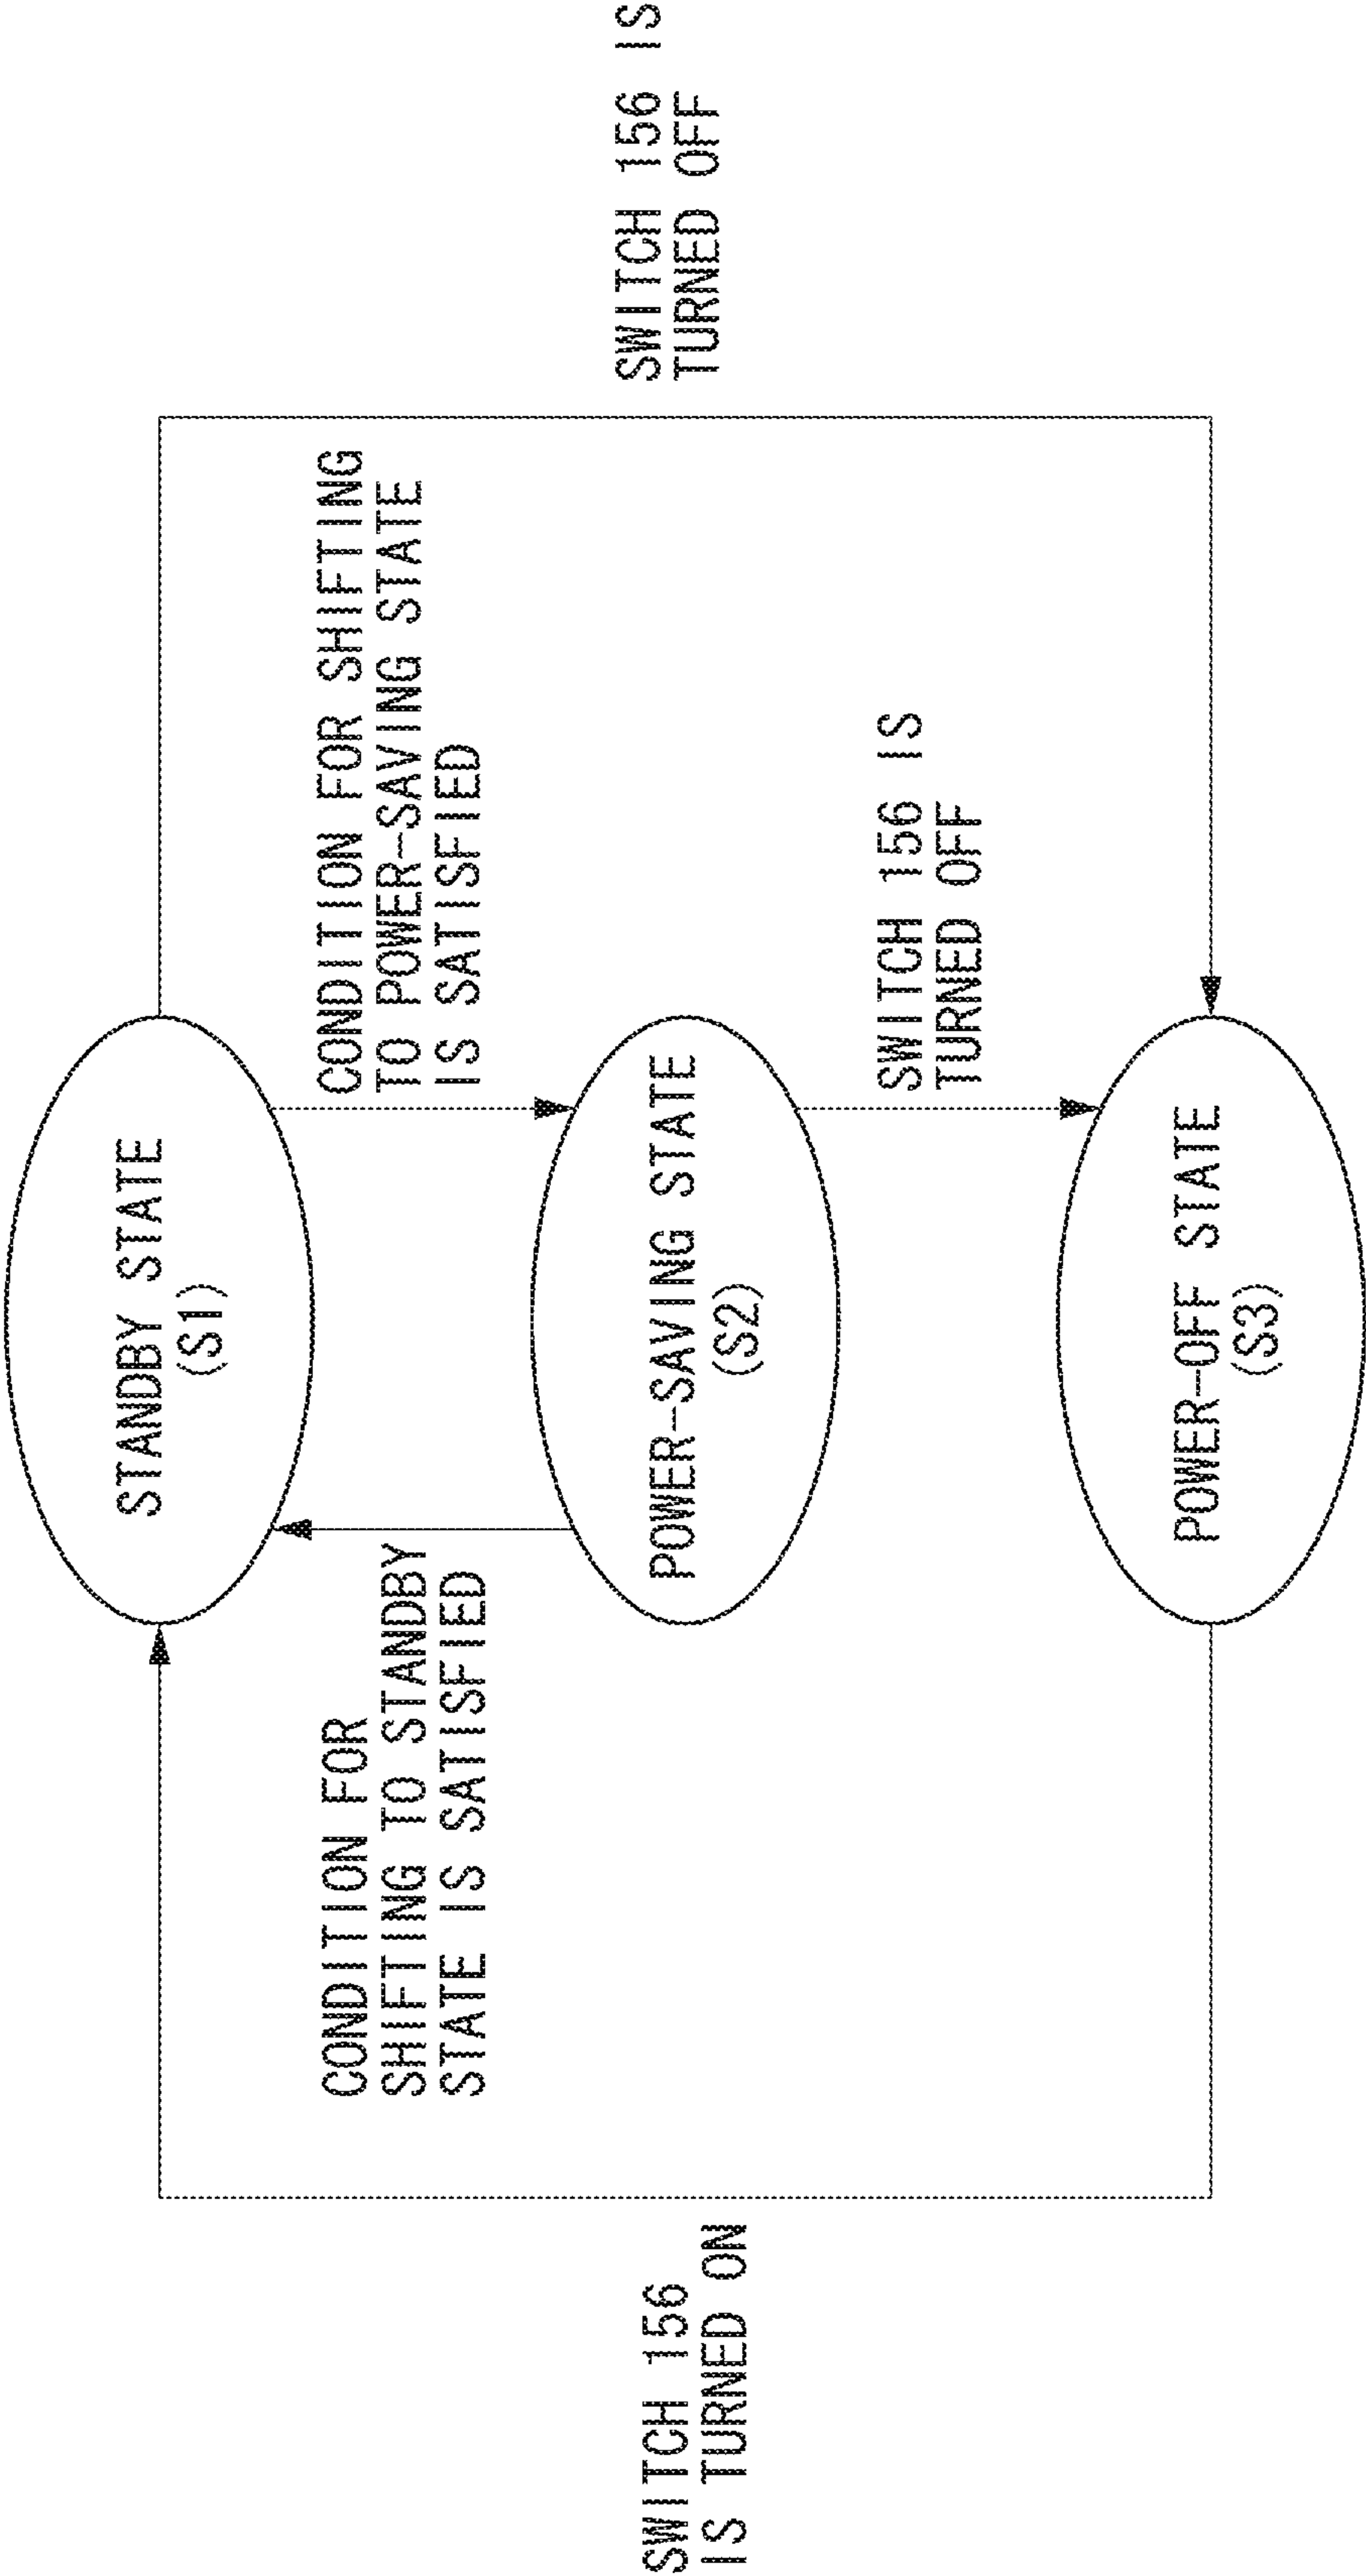 STANDBY STATE
(S1)
CONDITION FOR SHIFTING
TO POWER-SAVING STATE
IS SATISFIED
CONDITION FOR
SHIFTING TO STANDBY
STATE IS SATISFIED
SWITCH 156 IS
TURNED OFF
SWITCH 156
IS TURNED ON
POWER-SAVING STATE
(S2)
SWITCH 156 IS
TURNED OFF
POWER-OFF STATE
(S3)